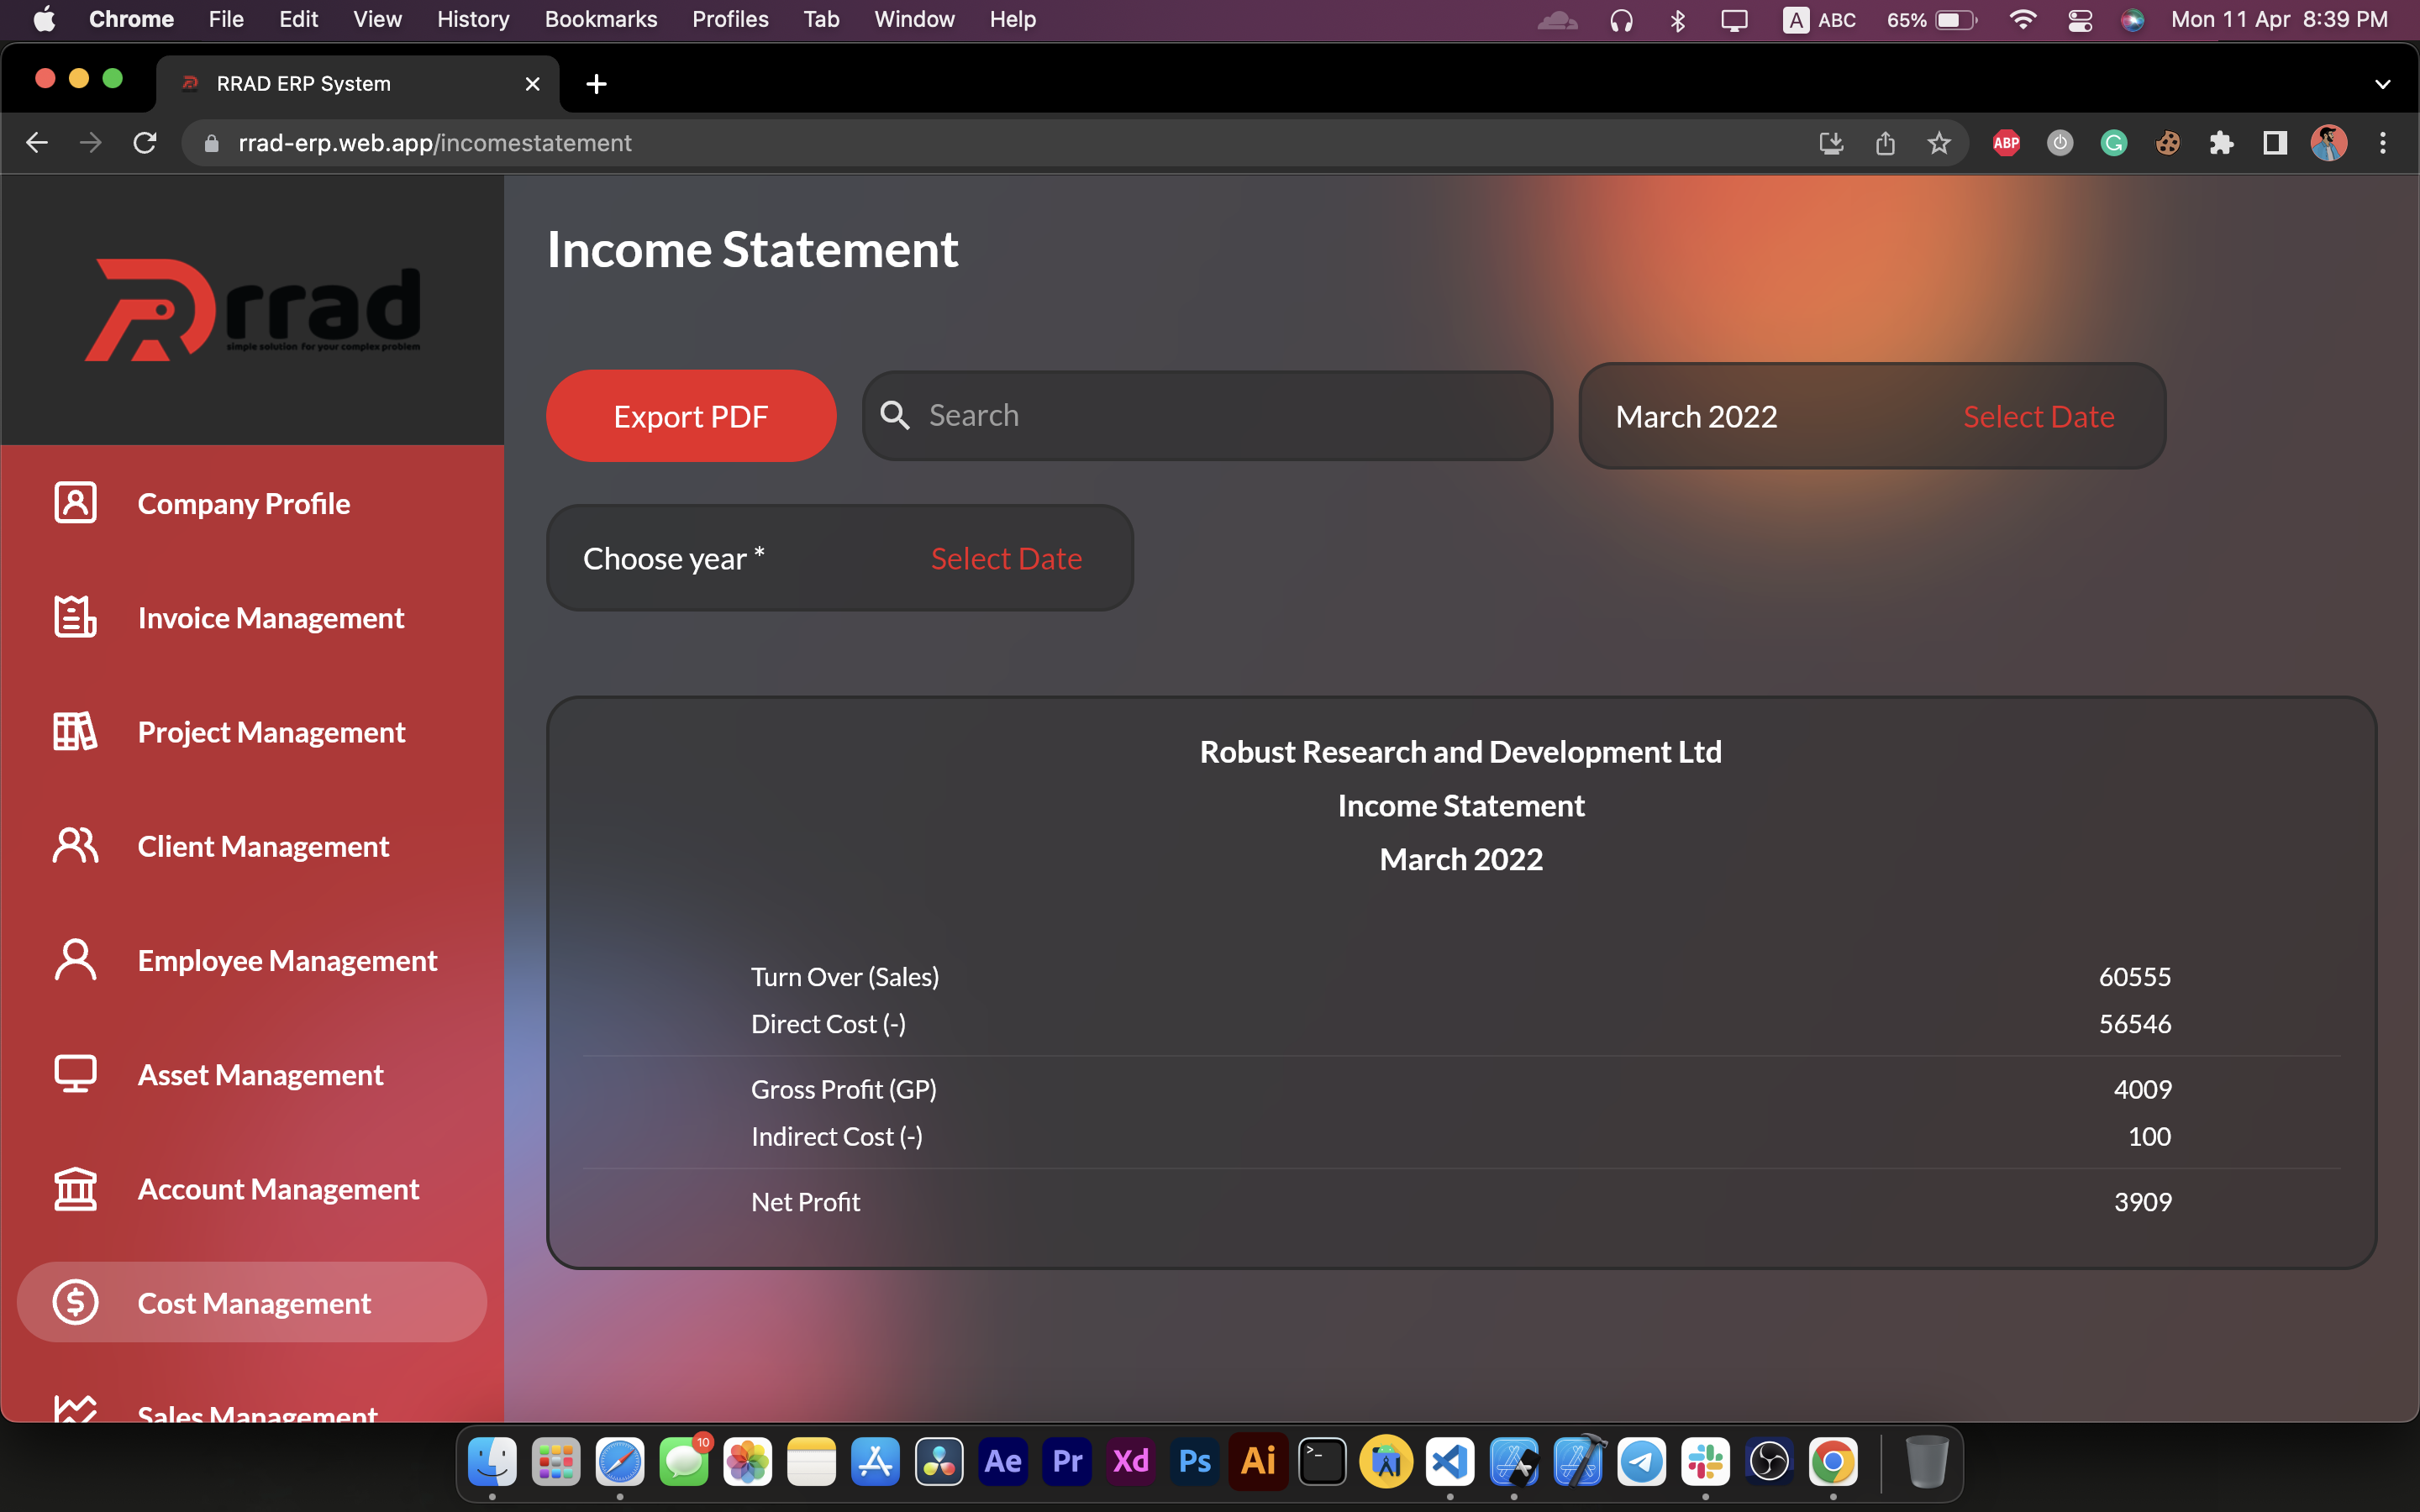 Chrome File Edit View History Bookmarks Profiles Tab Window Help
A ABC 65% Mon 11 Apr 8:39 PM
RRAD ERP System
rrad-erp.web.app/incomestatement
ABP
rrad
simple solution for your complex problem
Company Profile
Invoice Management
Project Management
Client Management
Employee Management
Asset Management
Account Management
Cost Management
Sales Management
Income Statement
Export PDF
Search
March 2022 Select Date
Choose year * Select Date
Robust Research and Development Ltd
Income Statement
March 2022
Turn Over (Sales) 60555
Direct Cost (-) 56546
Gross Profit (GP) 4009
Indirect Cost (-) 100
Net Profit 3909
10
Ae Pr Xd Ps Ai >_